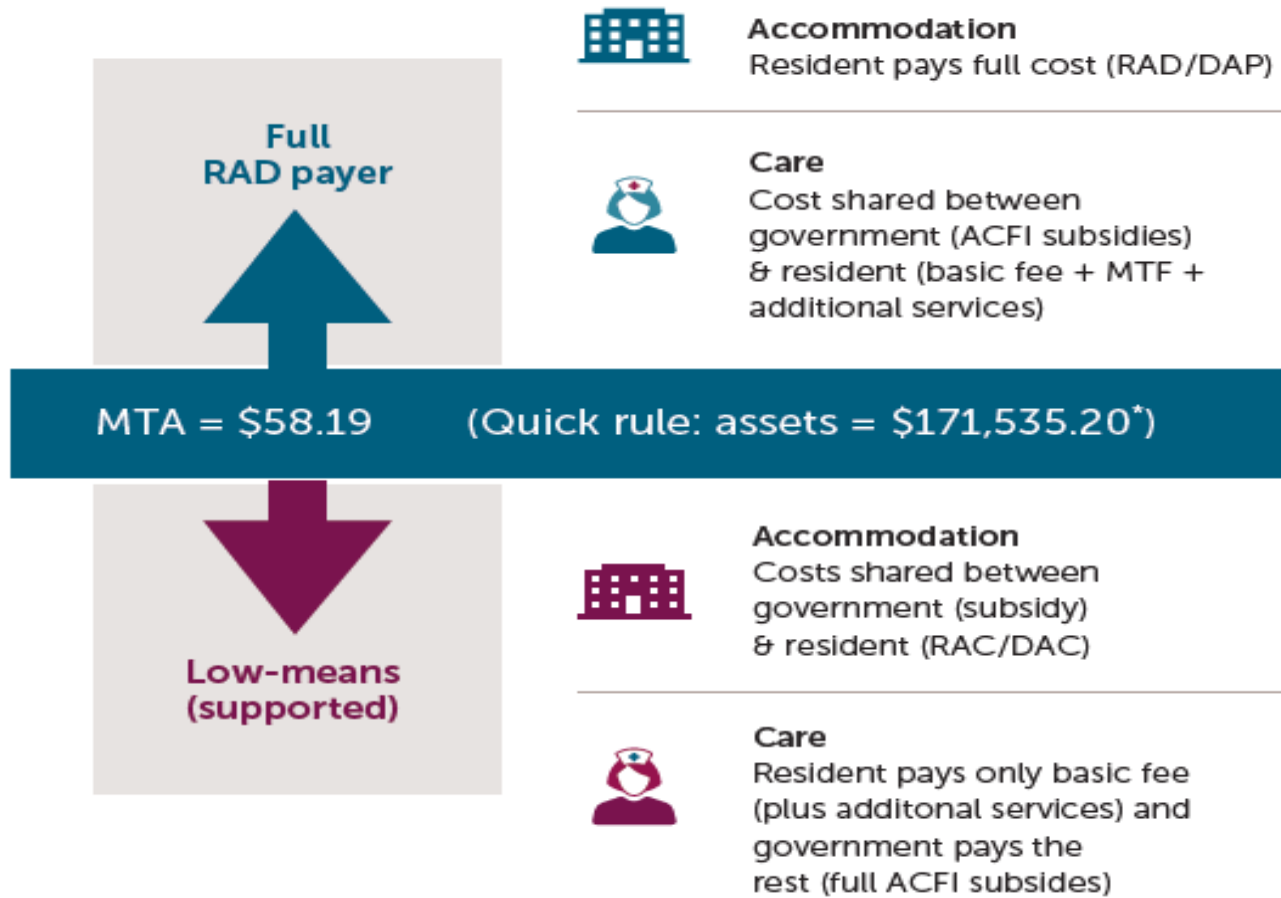 Accommodation
Resident pays full cost (RAD/DAP)
Full
RAD payer
Care
Cost shared between
government (ACFI subsidies)
& resident (basic fee + MTF +
additional services)
MTA = $58.19 (Quick rule: assets = $171,535.20*)
Accommodation
Costs shared between
government (subsidy)
& resident (RAC/DAC)
Low-means
(supported)
Care
Resident pays only basic fee
(plus additonal services) and
government pays the
rest (full ACFI subsides)